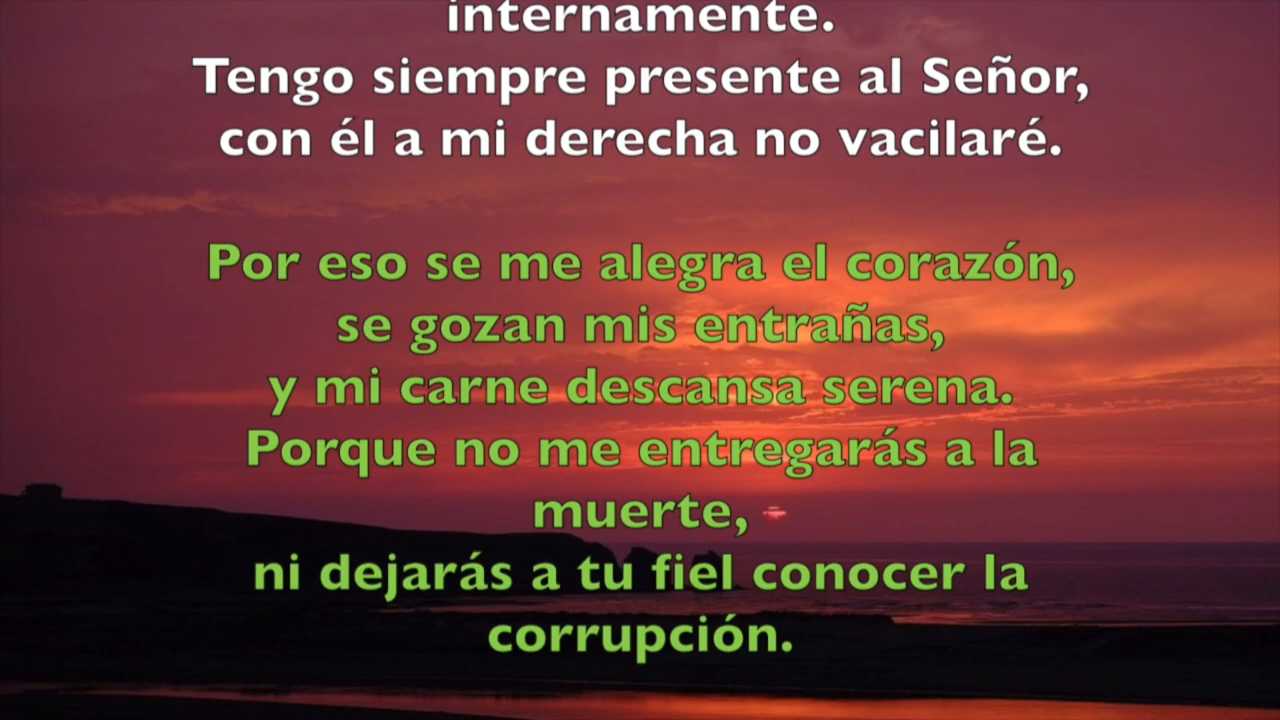 internamente.
Tengo siempre presente al Señor,
con él a mi derecha no vacilaré.
Por eso se me alegra el corazón,
se gozan mis entrañas,
y mi carne descansa serena.
Porque no me entregarás a la
muerte,
ni dejarás a tu fiel conocer la
corrupción.